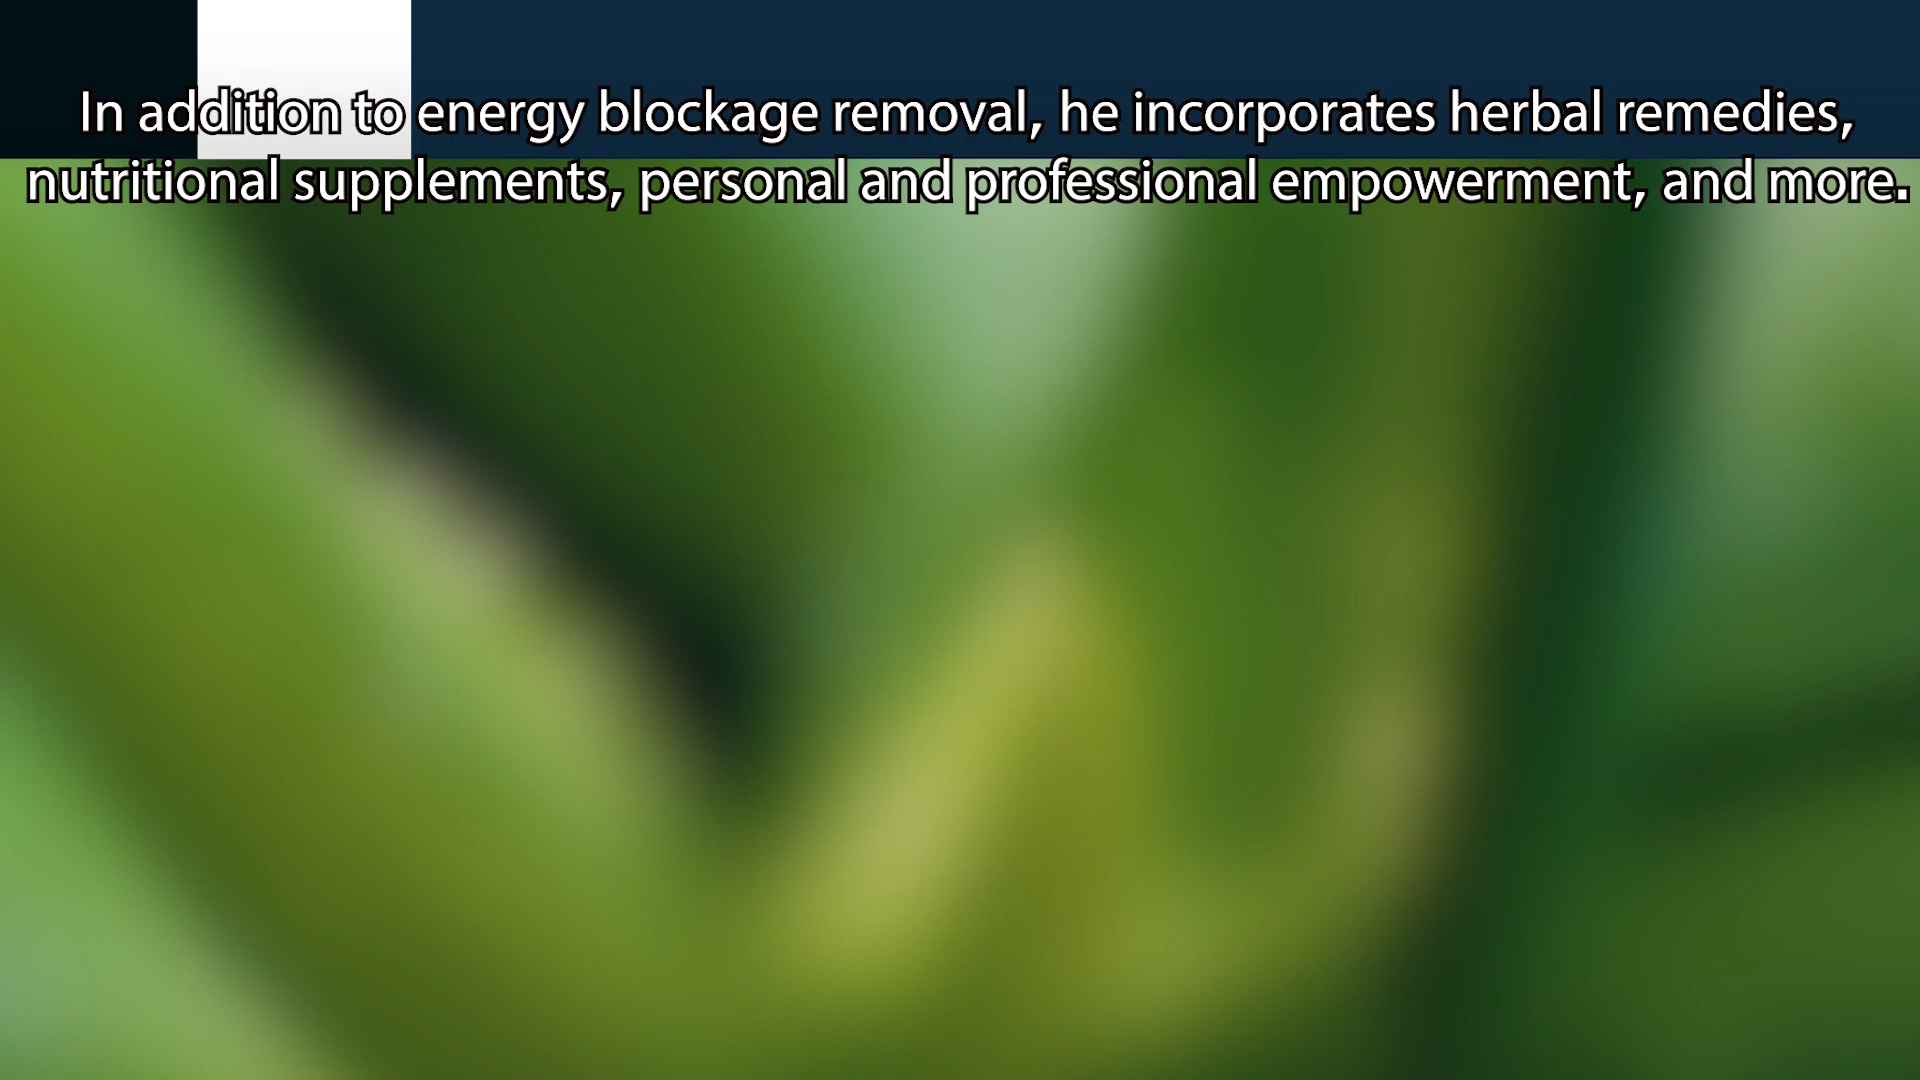 In addition to energy blockage removal, he incorporates herbal remedies,
nutritional supplements, personal and professional empowerment, and more.